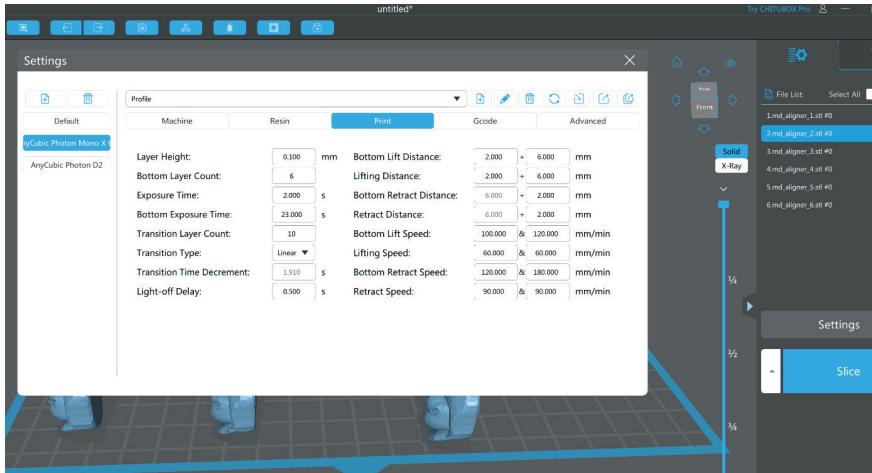 untitled*
Try CHITUBOX Pro
Settings
Profile
Default
AnyCubic Photon Mono X 6
AnyCubic Photon D2
Machine Resin Print Gcode Advanced
Layer Height: 0.100 mm Bottom Lift Distance: 2.000 + 6.000 mm
Bottom Layer Count: 6 Lifting Distance: 2.000 + 6.000 mm
Exposure Time: 2.000 s Bottom Retract Distance: 6.000 + 2.000 mm
Bottom Exposure Time: 23.000 s Retract Distance: 6.000 + 2.000 mm
Transition Layer Count: 10 Bottom Lift Speed: 100.000 & 120.000 mm/min
Transition Type: Linear Lifting Speed: 60.000 & 60.000 mm/min
Transition Time Decrement: 1.910 s Bottom Retract Speed: 120.000 & 180.000 mm/min
Light-off Delay: 0.500 s Retract Speed: 90.000 & 90.000 mm/min
Front
Solid
X-Ray
¼
½
¾
File List: Select All
1.md_aligner_1.stl #0
2.md_aligner_2.stl #0
3.md_aligner_3.stl #0
4.md_aligner_4.stl #0
5.md_aligner_5.stl #0
6.md_aligner_6.stl #0
Settings
Slice